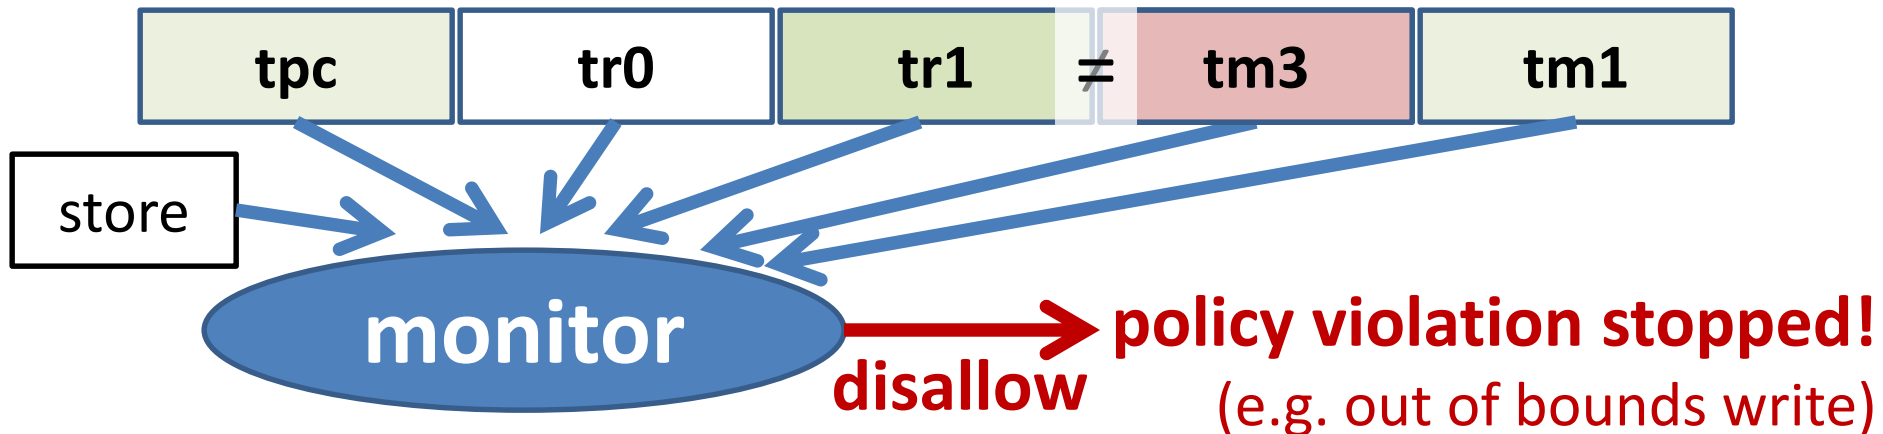 tpc tr0 tr1 ≠ tm3 tm1
store
monitor
disallow
policy violation stopped!
(e.g. out of bounds write)